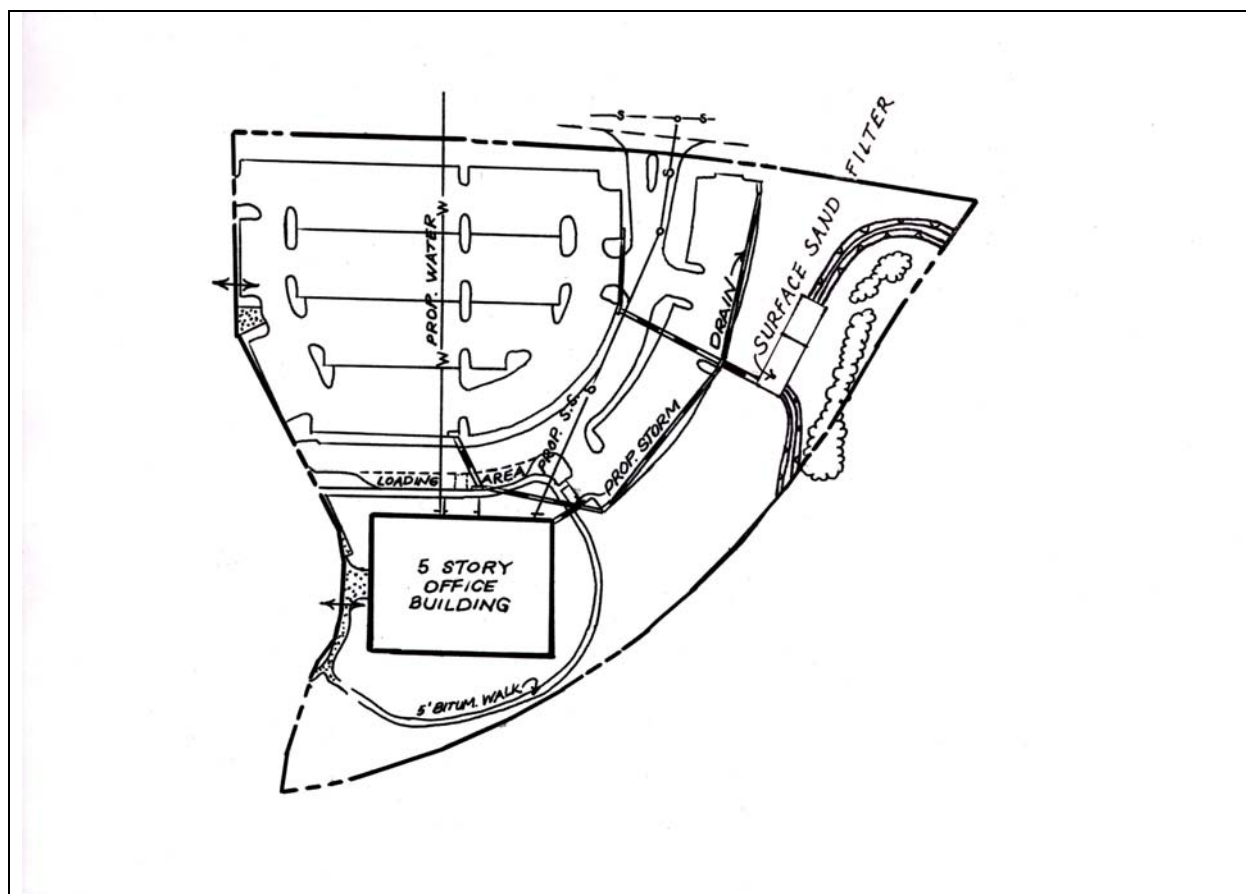 S S
S
SURFACE SAND FILTER
W
PROP. WATER
W
DRAIN
PROP. S.S.
PROP. STORM
LOADING AREA
5 STORY
OFFICE
BUILDING
5' BITUM. WALK